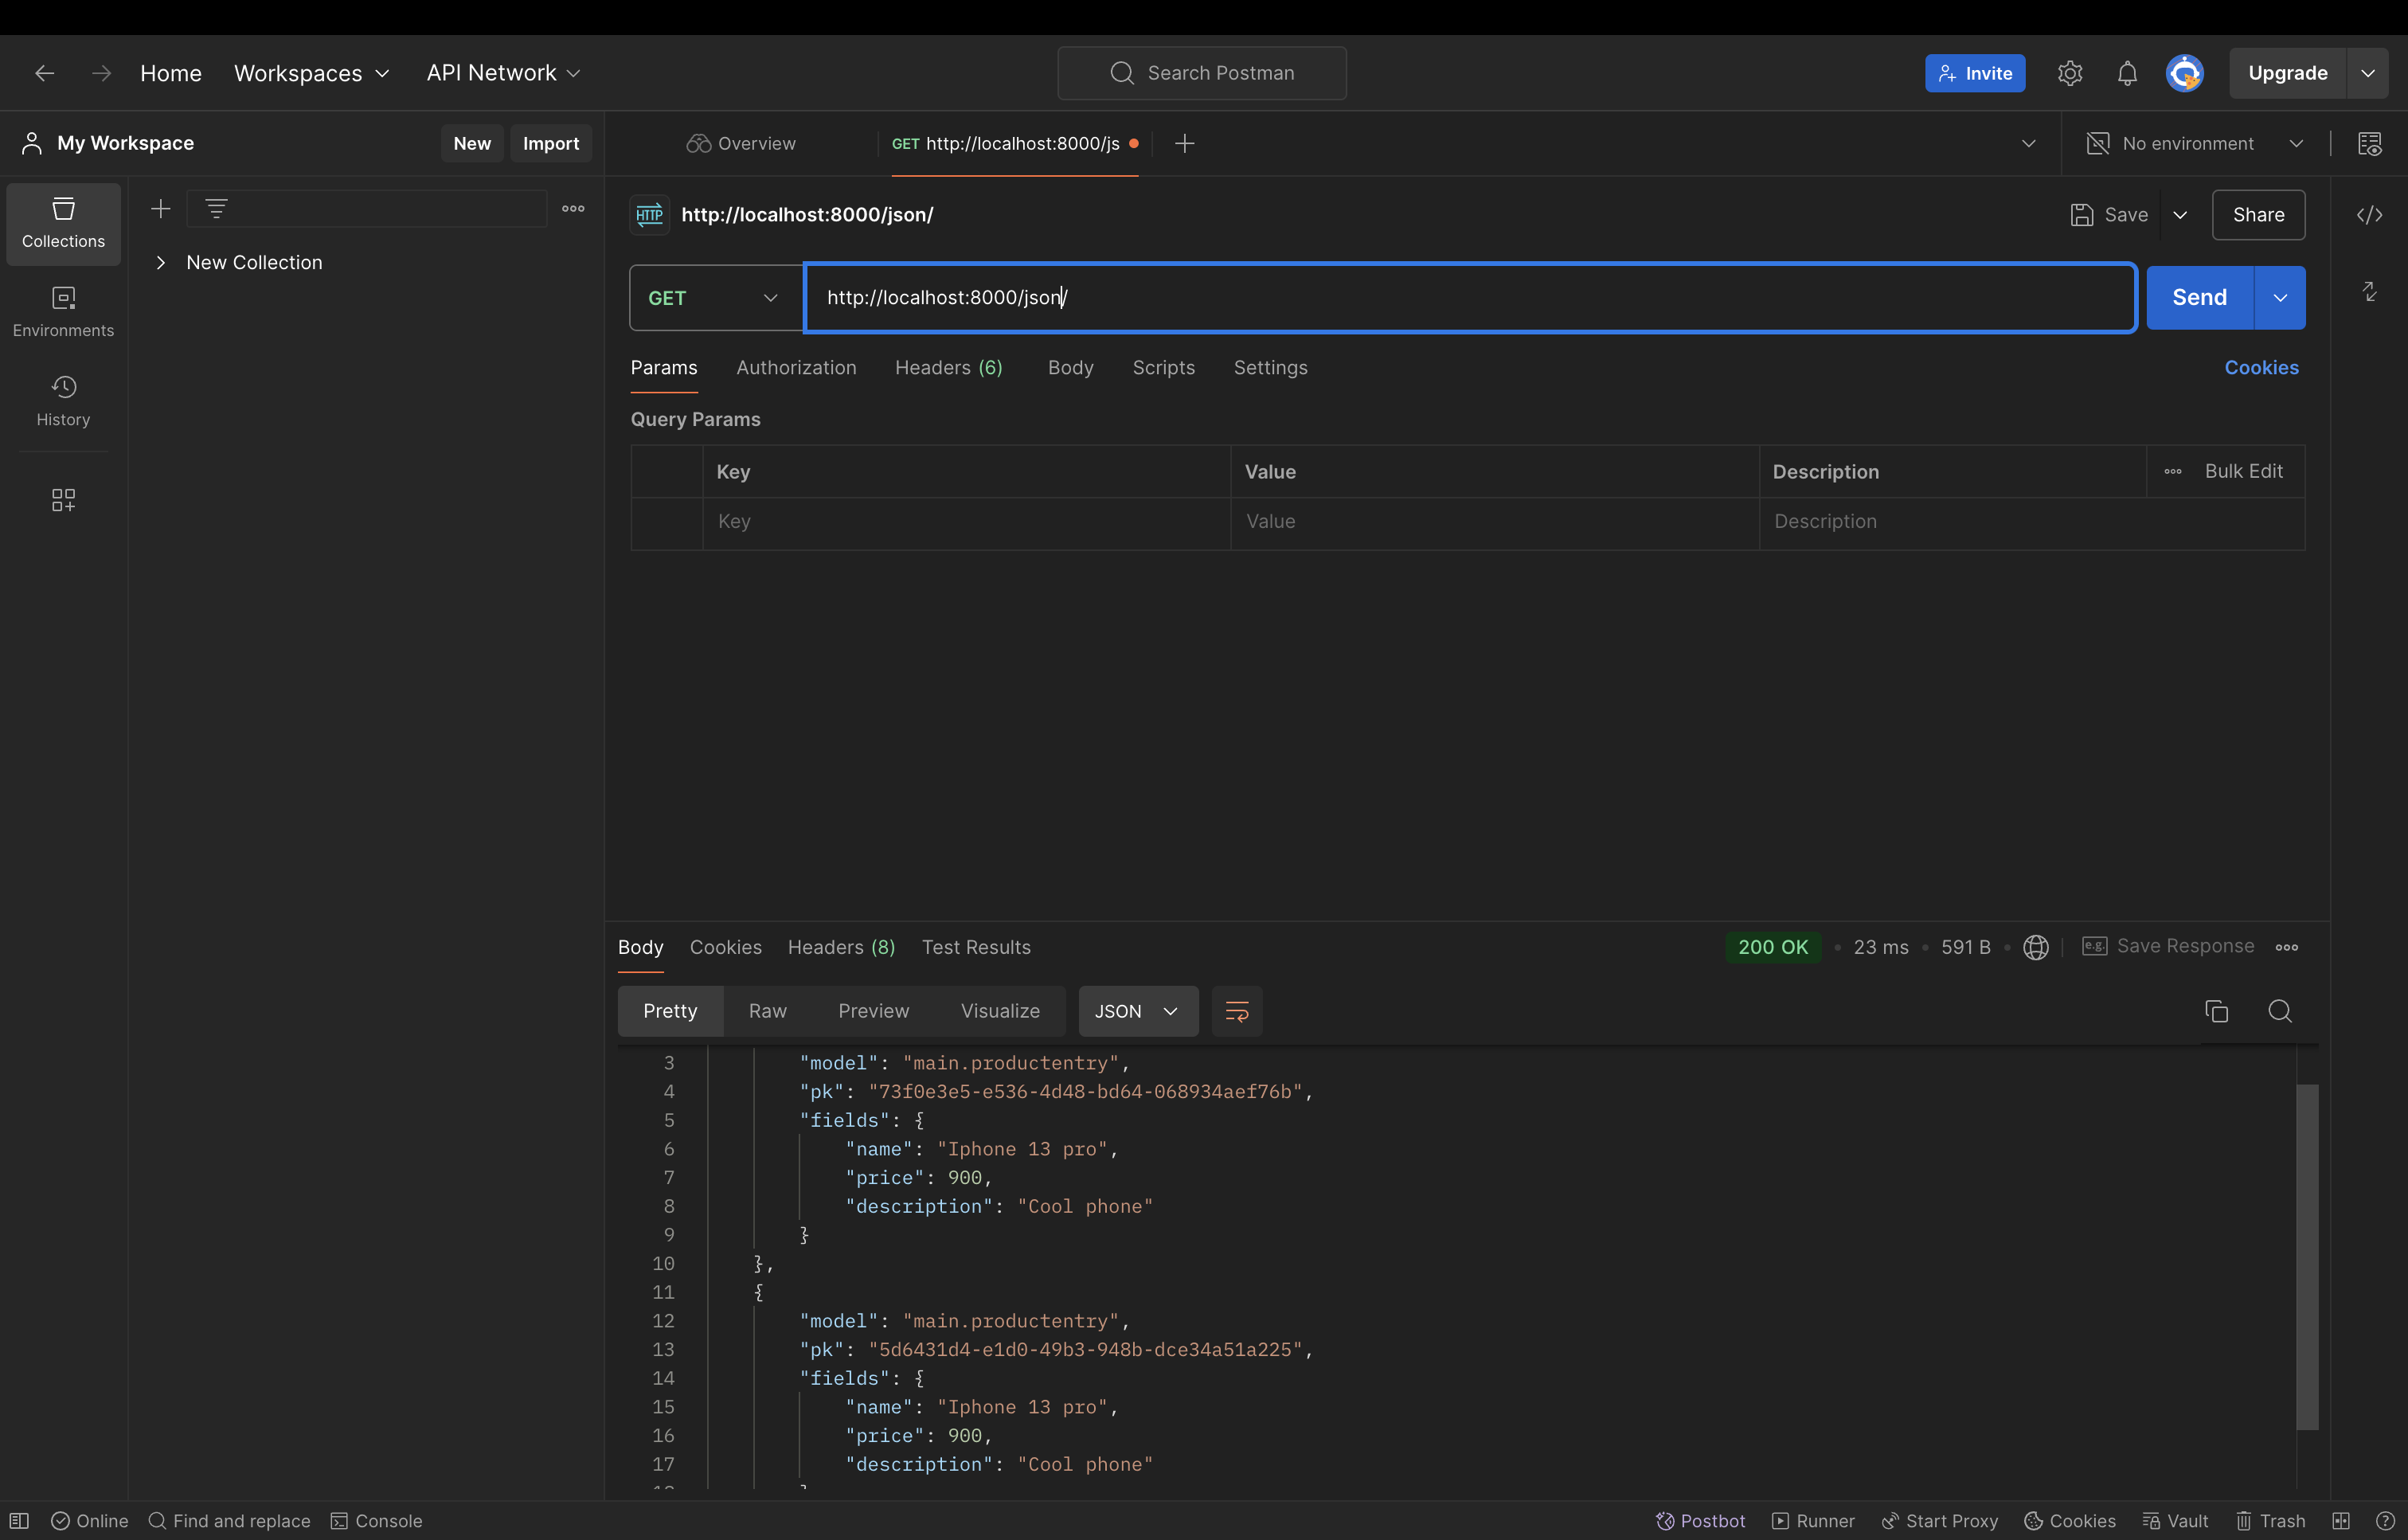 Home Workspaces API Network Search Postman Invite Upgrade
My Workspace New Import Overview GET http://localhost:8000/js No environment
Collections
Environments
History
New Collection
HTTP http://localhost:8000/json/ Save Share
GET http://localhost:8000/json/ Send
Params Authorization Headers (6) Body Scripts Settings Cookies
Query Params
Key Value Description Bulk Edit
Key Value Description
Body Cookies Headers (8) Test Results 200 OK 23 ms 591 B e.g. Save Response
Pretty Raw Preview Visualize JSON
3 "model": "main.productentry",
4 "pk": "73f0e3e5-e536-4d48-bd64-068934aef76b",
5 "fields": {
6 "name": "Iphone 13 pro",
7 "price": 900,
8 "description": "Cool phone"
9 }
10 },
11 {
12 "model": "main.productentry",
13 "pk": "5d6431d4-e1d0-49b3-948b-dce34a51a225",
14 "fields": {
15 "name": "Iphone 13 pro",
16 "price": 900,
17 "description": "Cool phone"
Online Find and replace Console Postbot Runner Start Proxy Cookies Vault Trash